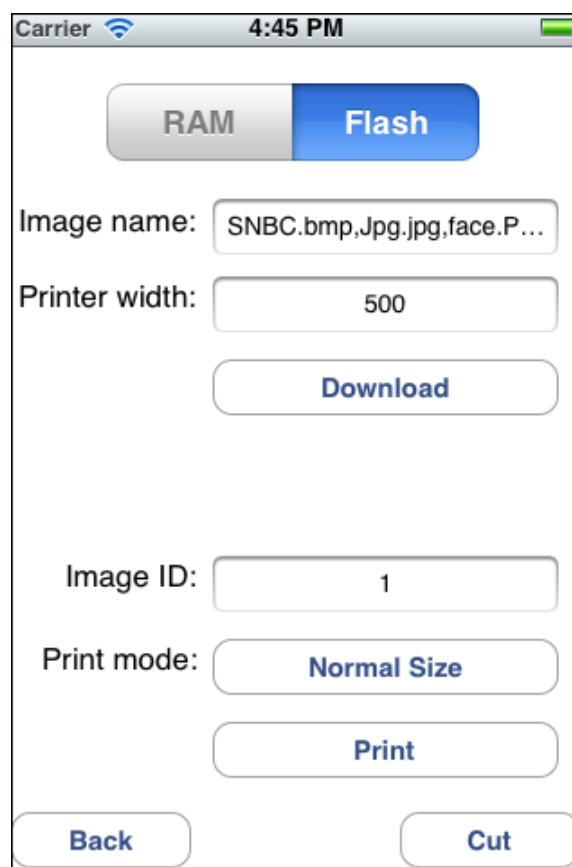 Carrier 4:45 PM
RAM Flash
Image name: SNBC.bmp,Jpg.jpg,face.P...
Printer width: 500
Download
Image ID: 1
Print mode: Normal Size
Print
Back Cut